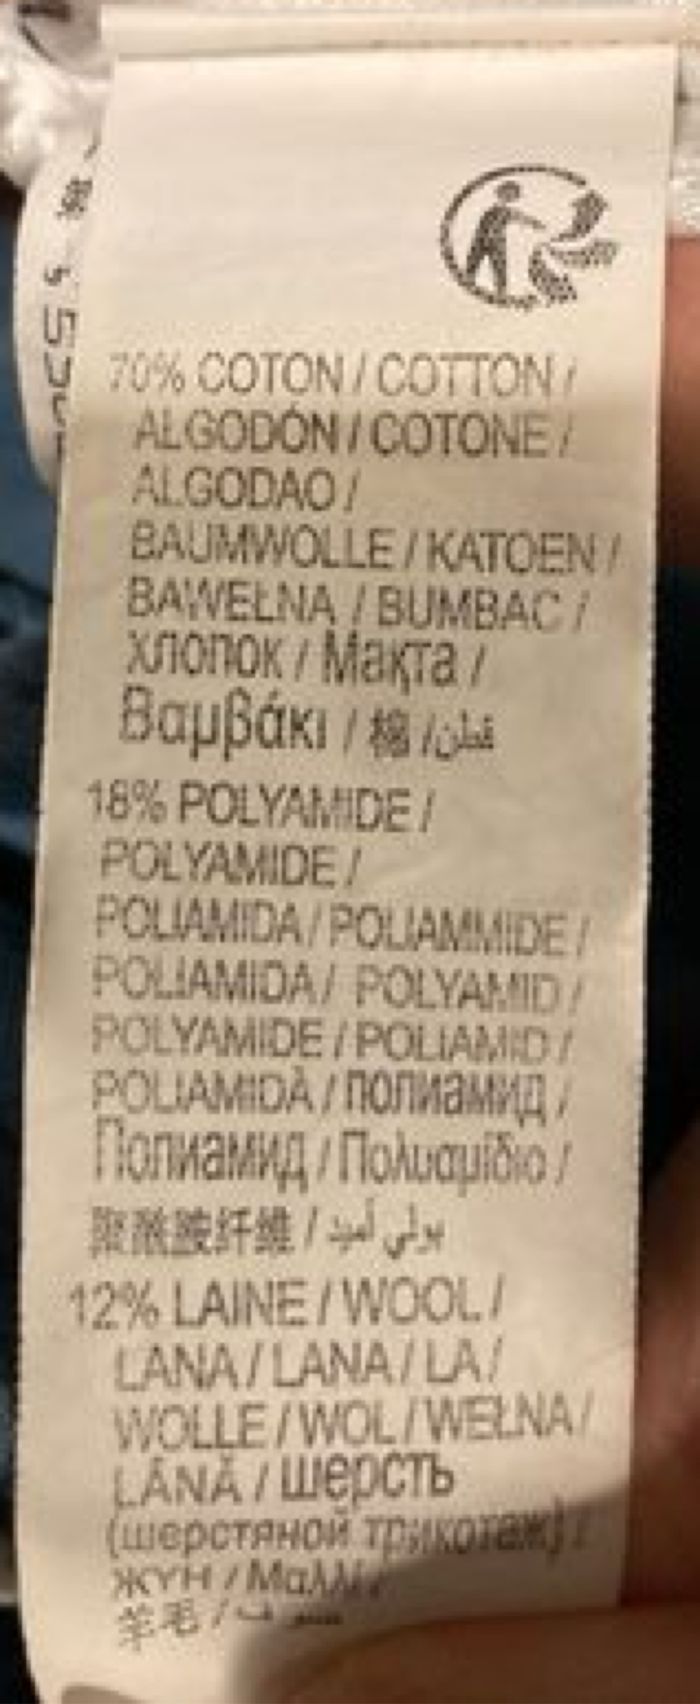 70% COTON / COTTON /
ALGODÓN / COTONE /
ALGODAO /
BAUMWOLLE / KATOEN /
BAWEŁNA / BUMBAC /
хлопок / Мақта /
Βαμβάκι / 棉 / قطن
18% POLYAMIDE /
POLYAMIDE /
POLIAMIDA / POLIAMMIDE /
POLIAMIDA / POLYAMID /
POLYAMIDE / POLIAMID /
POLIAMIDÀ / полиамид /
Полиамид / Πολυαμίδιο /
聚酰胺纤维 / بولي أميد
12% LAINE / WOOL /
LANA / LANA / LA /
WOLLE / WOL / WEŁNA /
LÂNĂ / шерсть
(шерстяной трикотаж) /
ЖҮН / Μαλλί /
羊毛 /